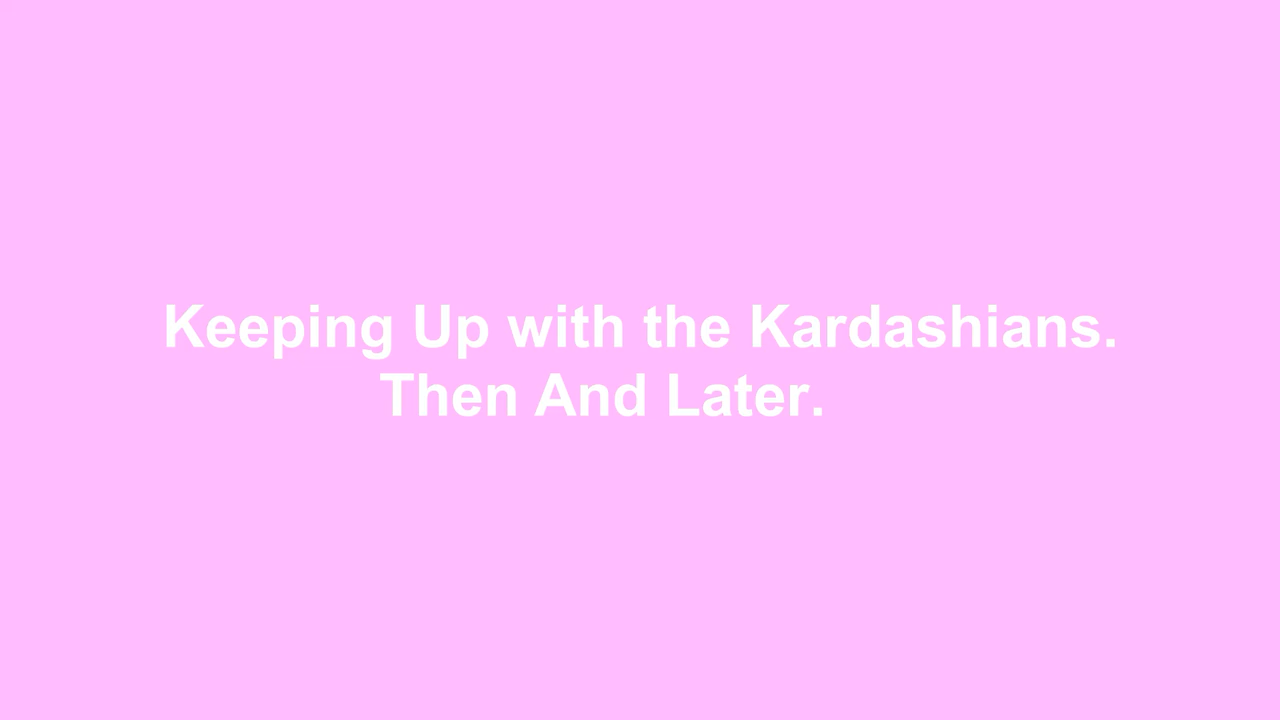 Keeping Up with the Kardashians.
Then And Later.